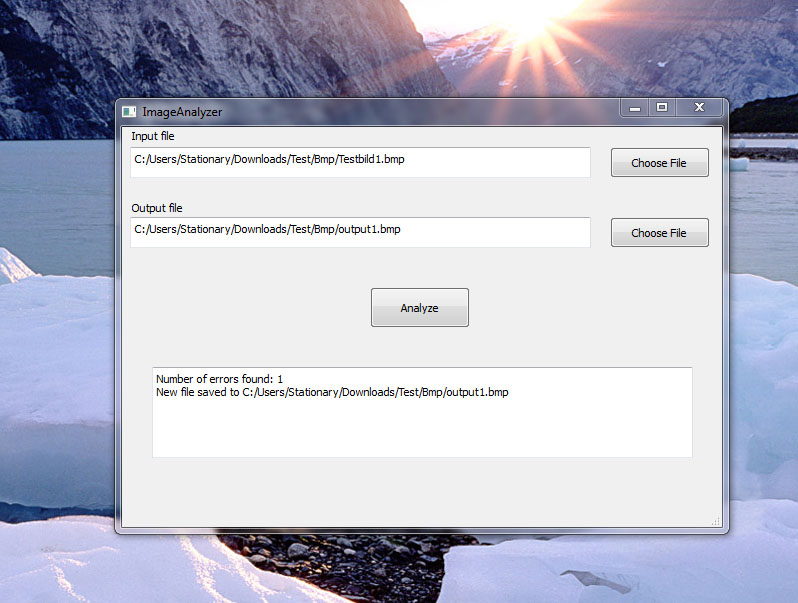 ImageAnalyzer
Input file
C:/Users/Stationary/Downloads/Test/Bmp/Testbild1.bmp
Choose File
Output file
C:/Users/Stationary/Downloads/Test/Bmp/output1.bmp
Choose File
Analyze
Number of errors found: 1
New file saved to C:/Users/Stationary/Downloads/Test/Bmp/output1.bmp